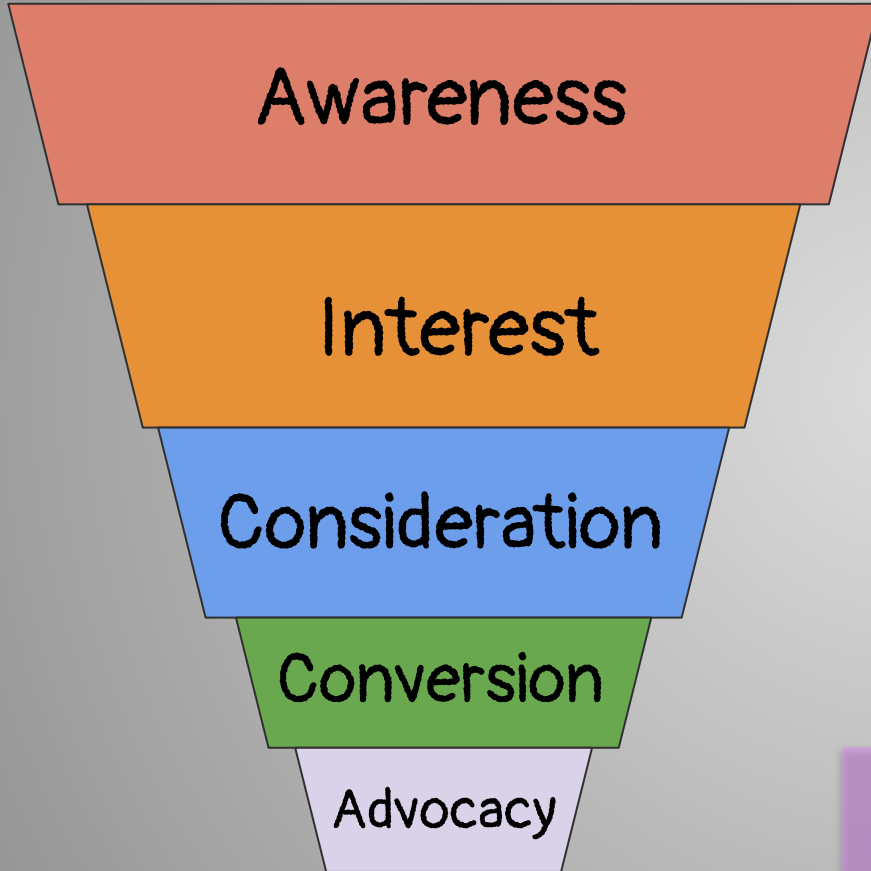 Awareness
Interest
Consideration
Conversion
Advocacy